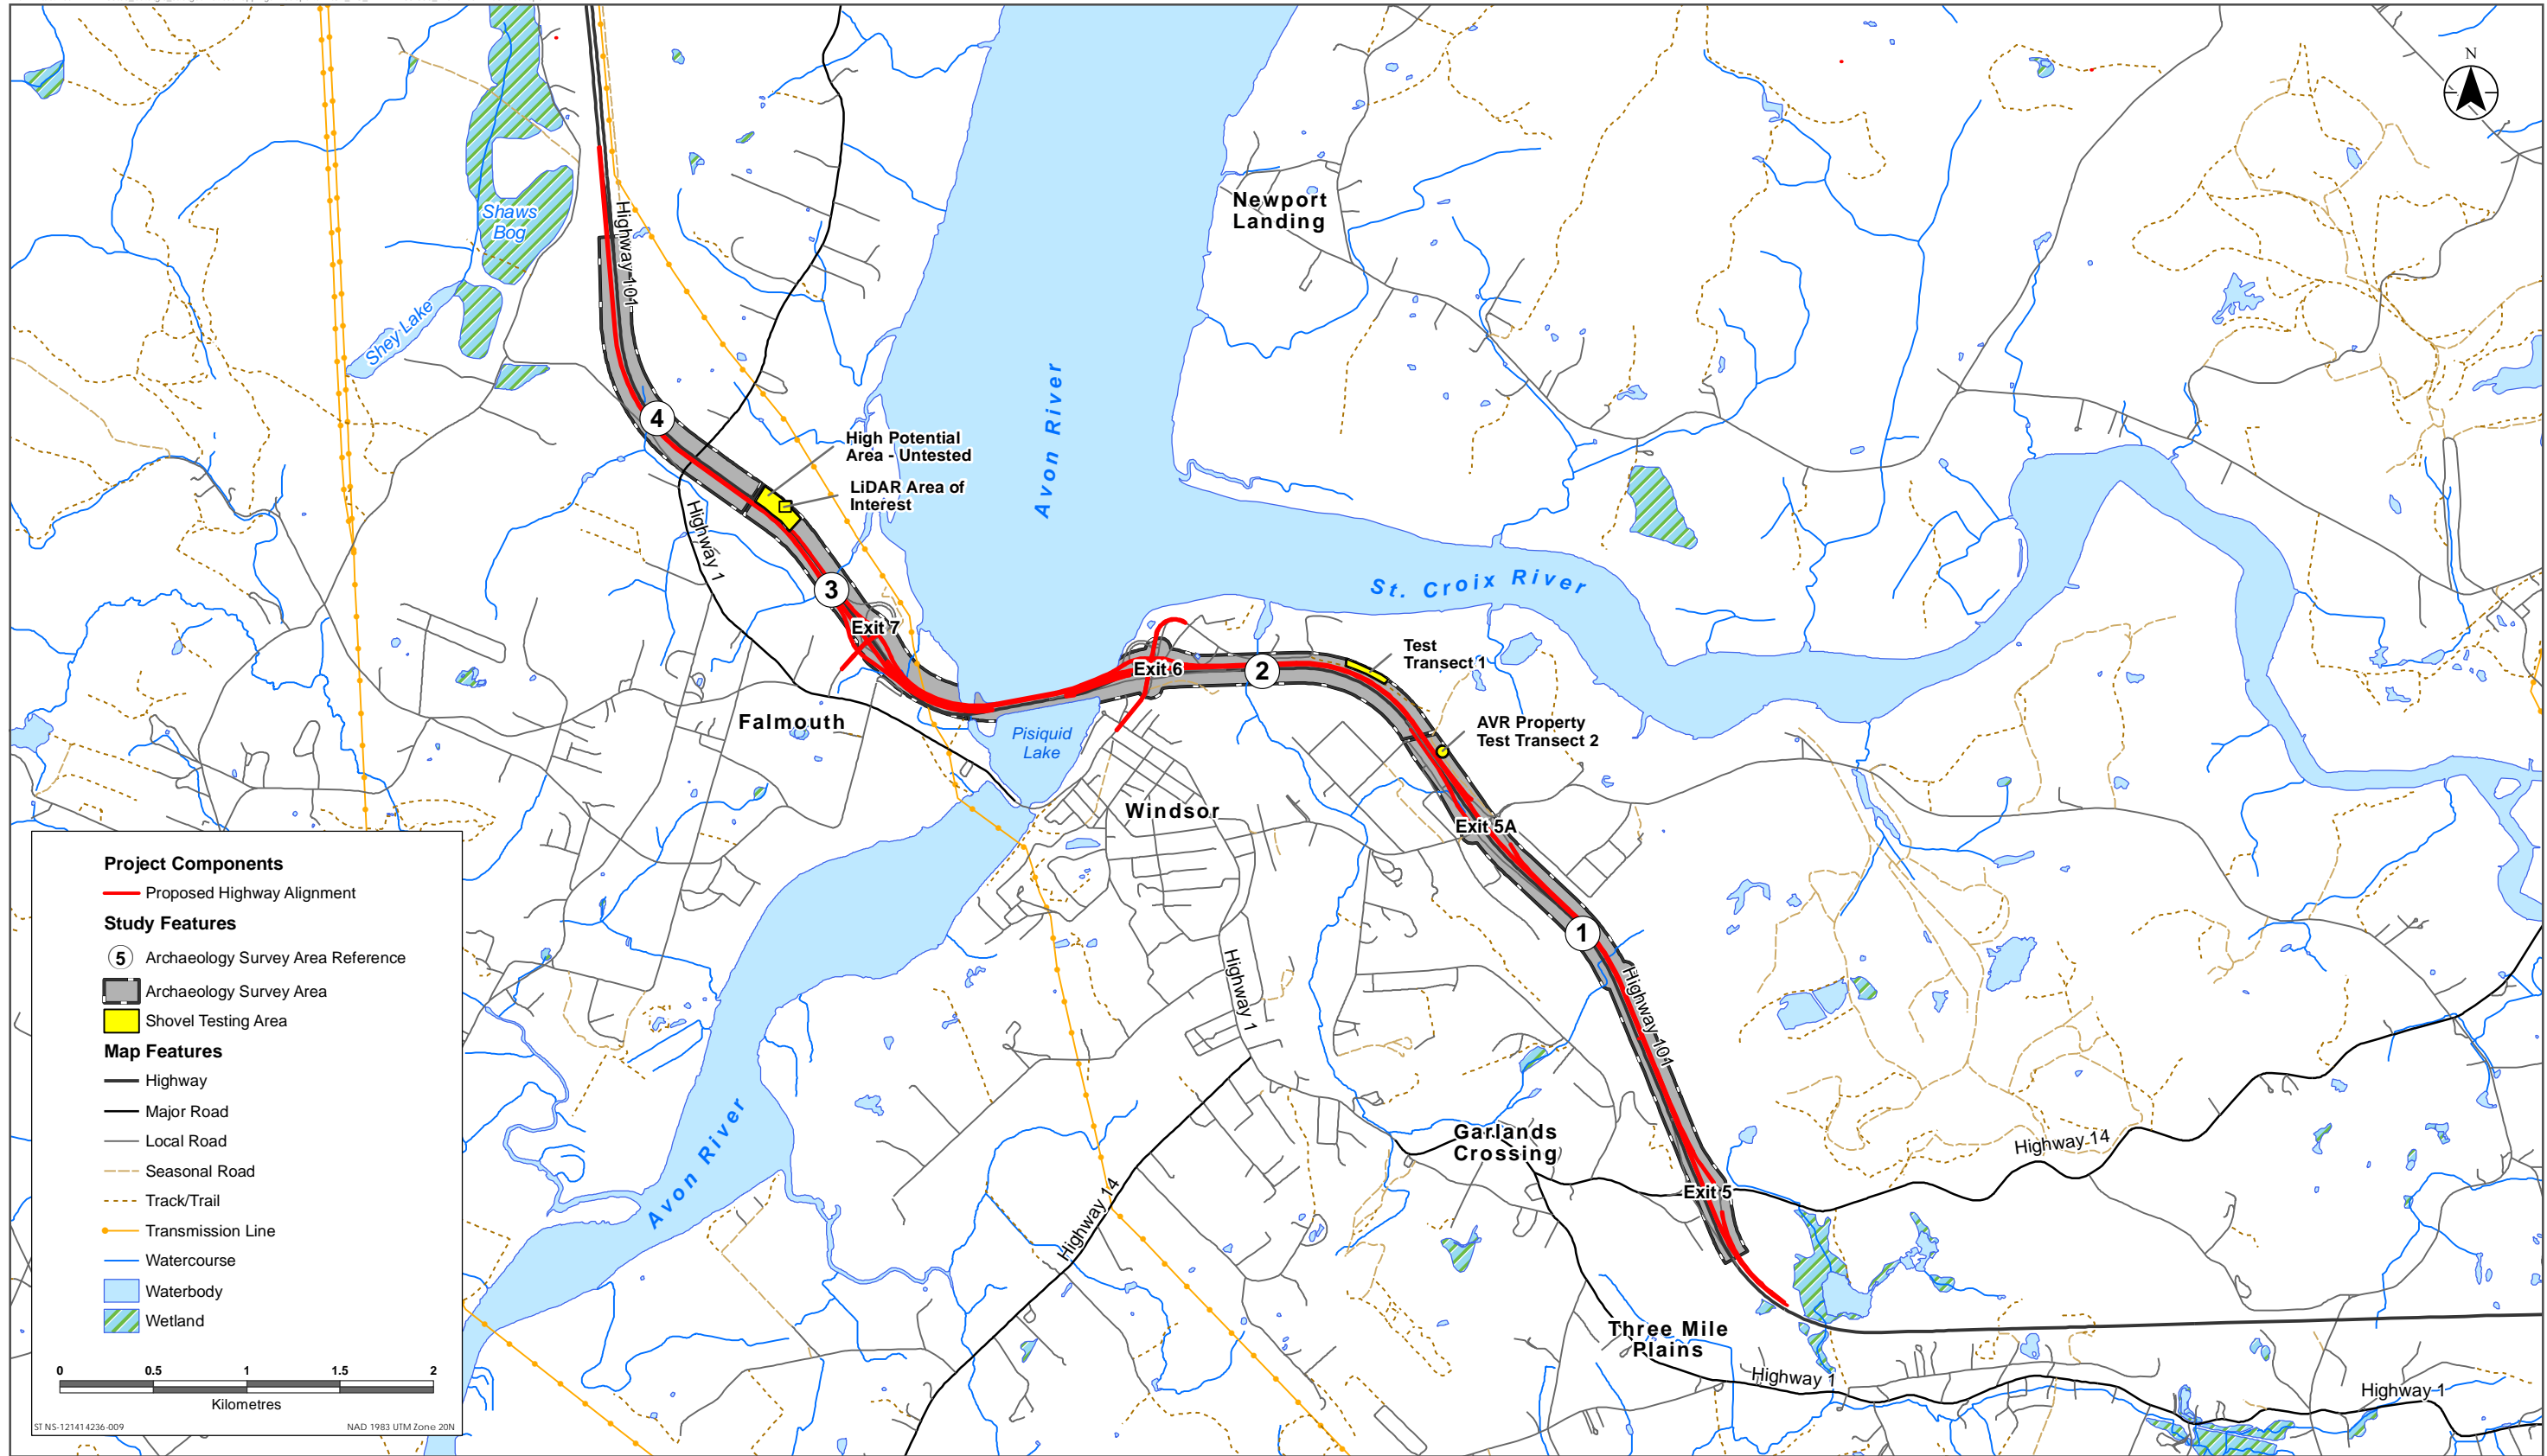 N
Shaws
Bog
Shey Lake
Highway 101
Newport
Landing
Avon River
4
High Potential
Area - Untested
LiDAR Area of
Interest
Highway 1
3
Exit 7
St. Croix River
Exit 6
2
Test
Transect 1
Falmouth
Pisiquid
Lake
AVR Property
Test Transect 2
Windsor
Exit 5A
1
Highway 1
Highway 101
Avon River
Highway 14
Garlands
Crossing
Highway 14
Exit 5
Three Mile
Plains
Highway 1
Highway 1
Project Components
Proposed Highway Alignment
Study Features
5 Archaeology Survey Area Reference
Archaeology Survey Area
Shovel Testing Area
Map Features
Highway
Major Road
Local Road
Seasonal Road
Track/Trail
Transmission Line
Watercourse
Waterbody
Wetland
0 0.5 1 1.5 2
Kilometres
ST NS-121414236-009 NAD 1983 UTM Zone 20N